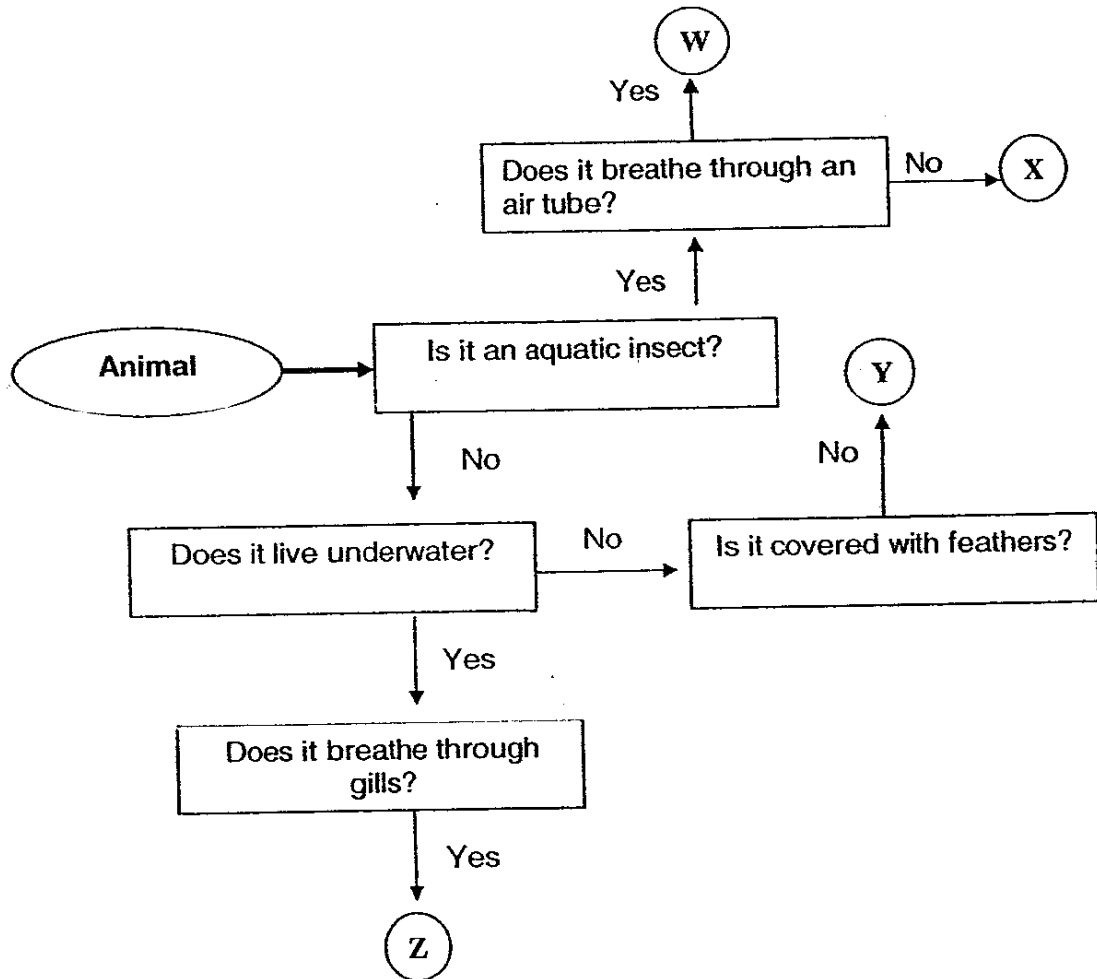 W
Yes
Does it breathe through an
air tube?
No
X
Yes
Animal
Is it an aquatic insect?
Y
No
No
Does it live underwater?
No
Is it covered with feathers?
Yes
Does it breathe through
gills?
Yes
Z